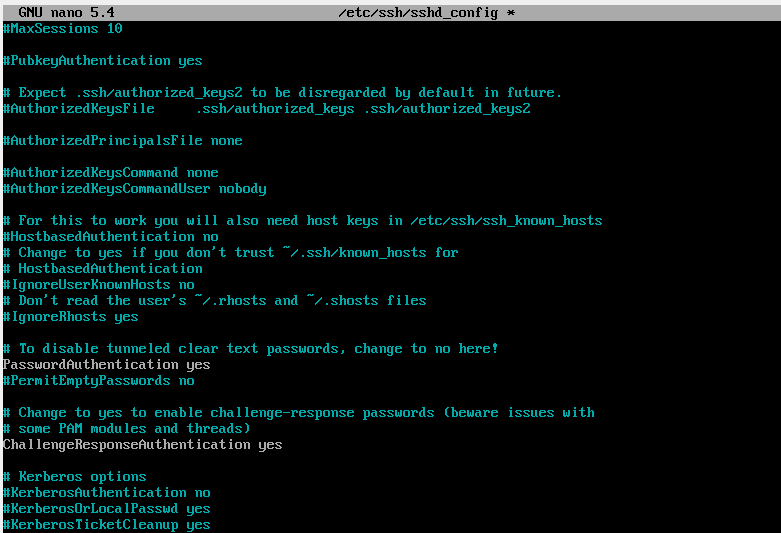 GNU nano 5.4 /etc/ssh/sshd_config *
#MaxSessions 10
#PubkeyAuthentication yes
# Expect .ssh/authorized_keys2 to be disregarded by default in future.
#AuthorizedKeysFile .ssh/authorized_keys .ssh/authorized_keys2
#AuthorizedPrincipalsFile none
#AuthorizedKeysCommand none
#AuthorizedKeysCommandUser nobody
# For this to work you will also need host keys in /etc/ssh/ssh_known_hosts
#HostbasedAuthentication no
# Change to yes if you don't trust ~/.ssh/known_hosts for
# HostbasedAuthentication
#IgnoreUserKnownHosts no
# Don't read the user's ~/.rhosts and ~/.shosts files
#IgnoreRhosts yes
# To disable tunneled clear text passwords, change to no here!
PasswordAuthentication yes
#PermitEmptyPasswords no
# Change to yes to enable challenge-response passwords (beware issues with
# some PAM modules and threads)
ChallengeResponseAuthentication yes
# Kerberos options
#KerberosAuthentication no
#KerberosOrLocalPasswd yes
#KerberosTicketCleanup yes